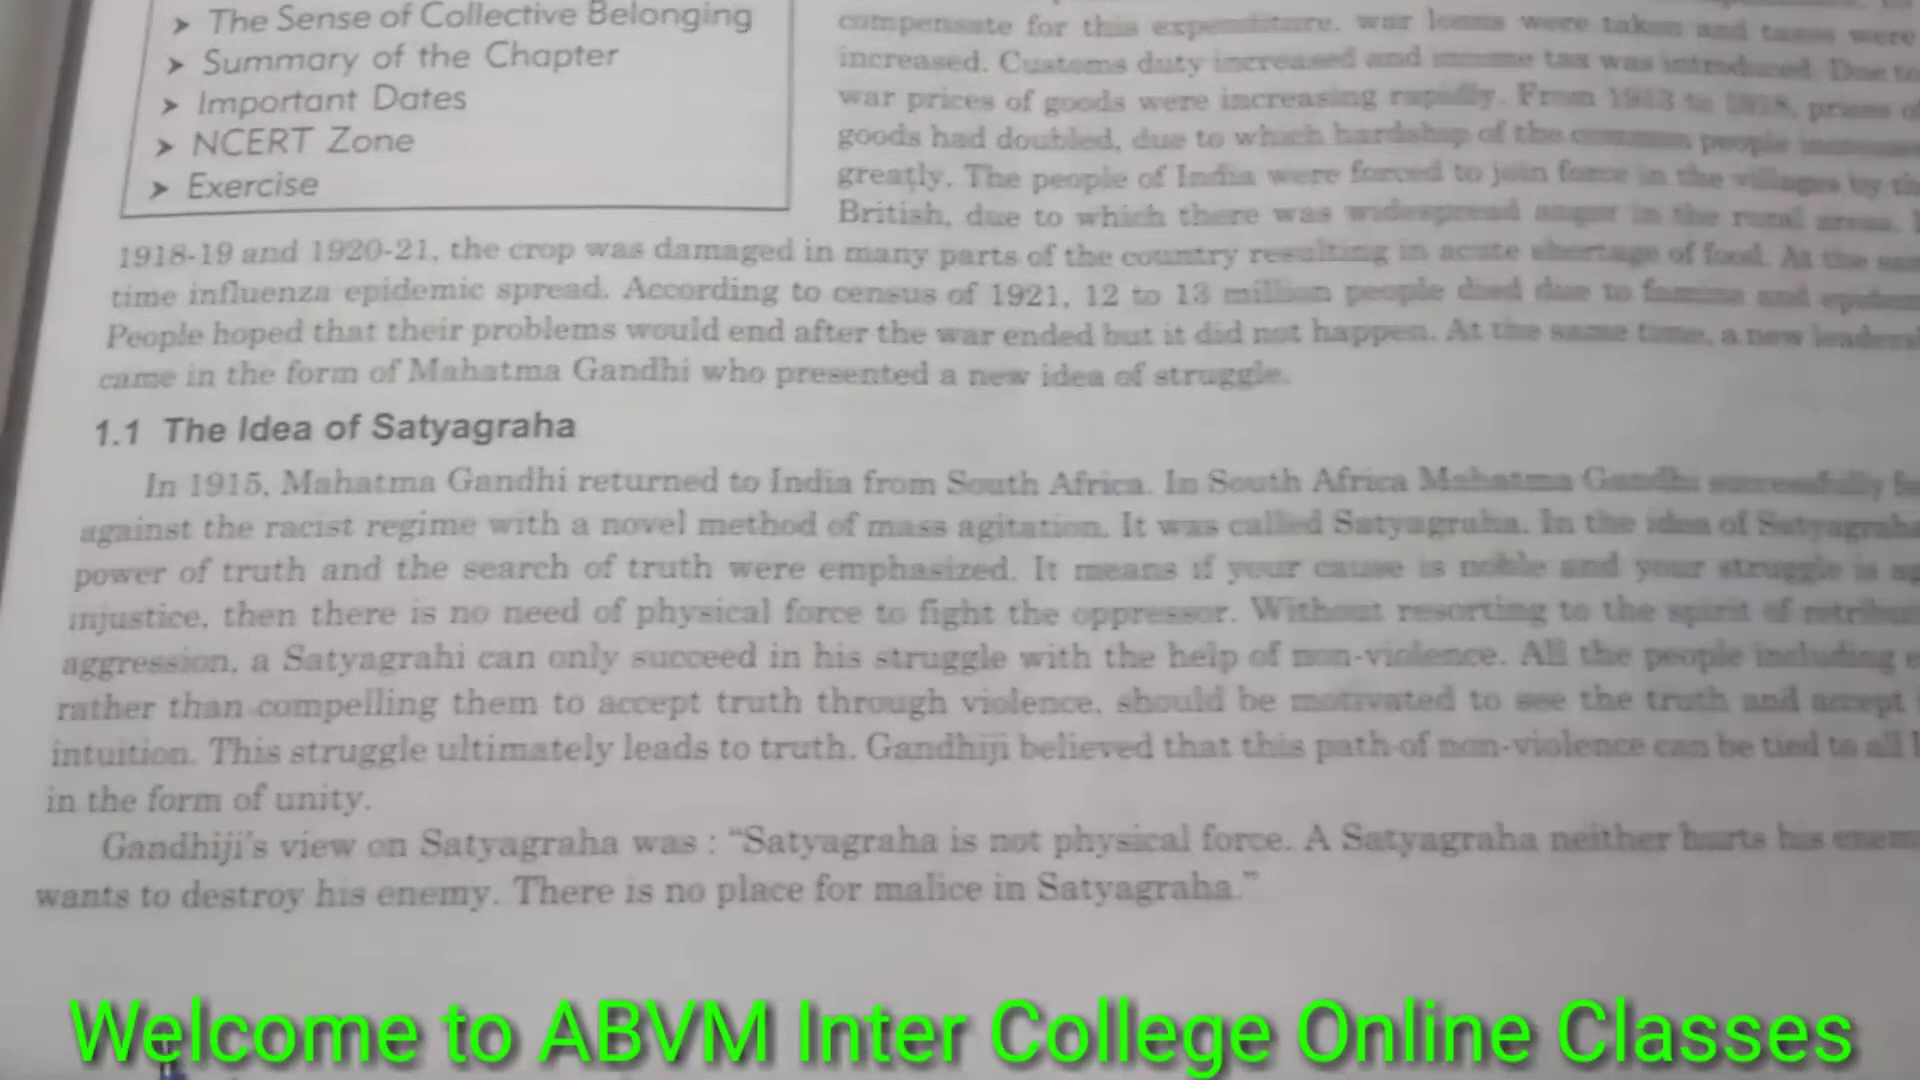 ➤ The Sense of Collective Belonging
➤ Summary of the Chapter
➤ Important Dates
➤ NCERT Zone
➤ Exercise
compensate for this expenditure, war loans were taken and taxes were
increased. Customs duty increased and income tax was introduced. Due to
war prices of goods were increasing rapidly. From 1913 to 1918, prices of
goods had doubled, due to which hardship of the common people
greatly. The people of India were forced to join force in the villages by
British, due to which there was widespread anger in the rural areas.
1918-19 and 1920-21, the crop was damaged in many parts of the country resulting in acute shortage of food. At the
time influenza epidemic spread. According to census of 1921, 12 to 13 million people died due to famine and
People hoped that their problems would end after the war ended but it did not happen. At the same time, a new
came in the form of Mahatma Gandhi who presented a new idea of struggle.
1.1 The Idea of Satyagraha
In 1915, Mahatma Gandhi returned to India from South Africa. In South Africa Mahatma Gandhi successfully
against the racist regime with a novel method of mass agitation. It was called Satyagraha. In the idea of Satyagraha
power of truth and the search of truth were emphasized. It means if your cause is noble and your struggle is
injustice, then there is no need of physical force to fight the oppressor. Without resorting to the spirit of
aggression, a Satyagrahi can only succeed in his struggle with the help of non-violence. All the people including
rather than compelling them to accept truth through violence, should be motivated to see the truth and accept
intuition. This struggle ultimately leads to truth. Gandhiji believed that this path of non-violence can be tied to all
in the form of unity.
Gandhiji's view on Satyagraha was : “Satyagraha is not physical force. A Satyagraha neither hurts his
wants to destroy his enemy. There is no place for malice in Satyagraha.”
Welcome to ABVM Inter College Online Classes